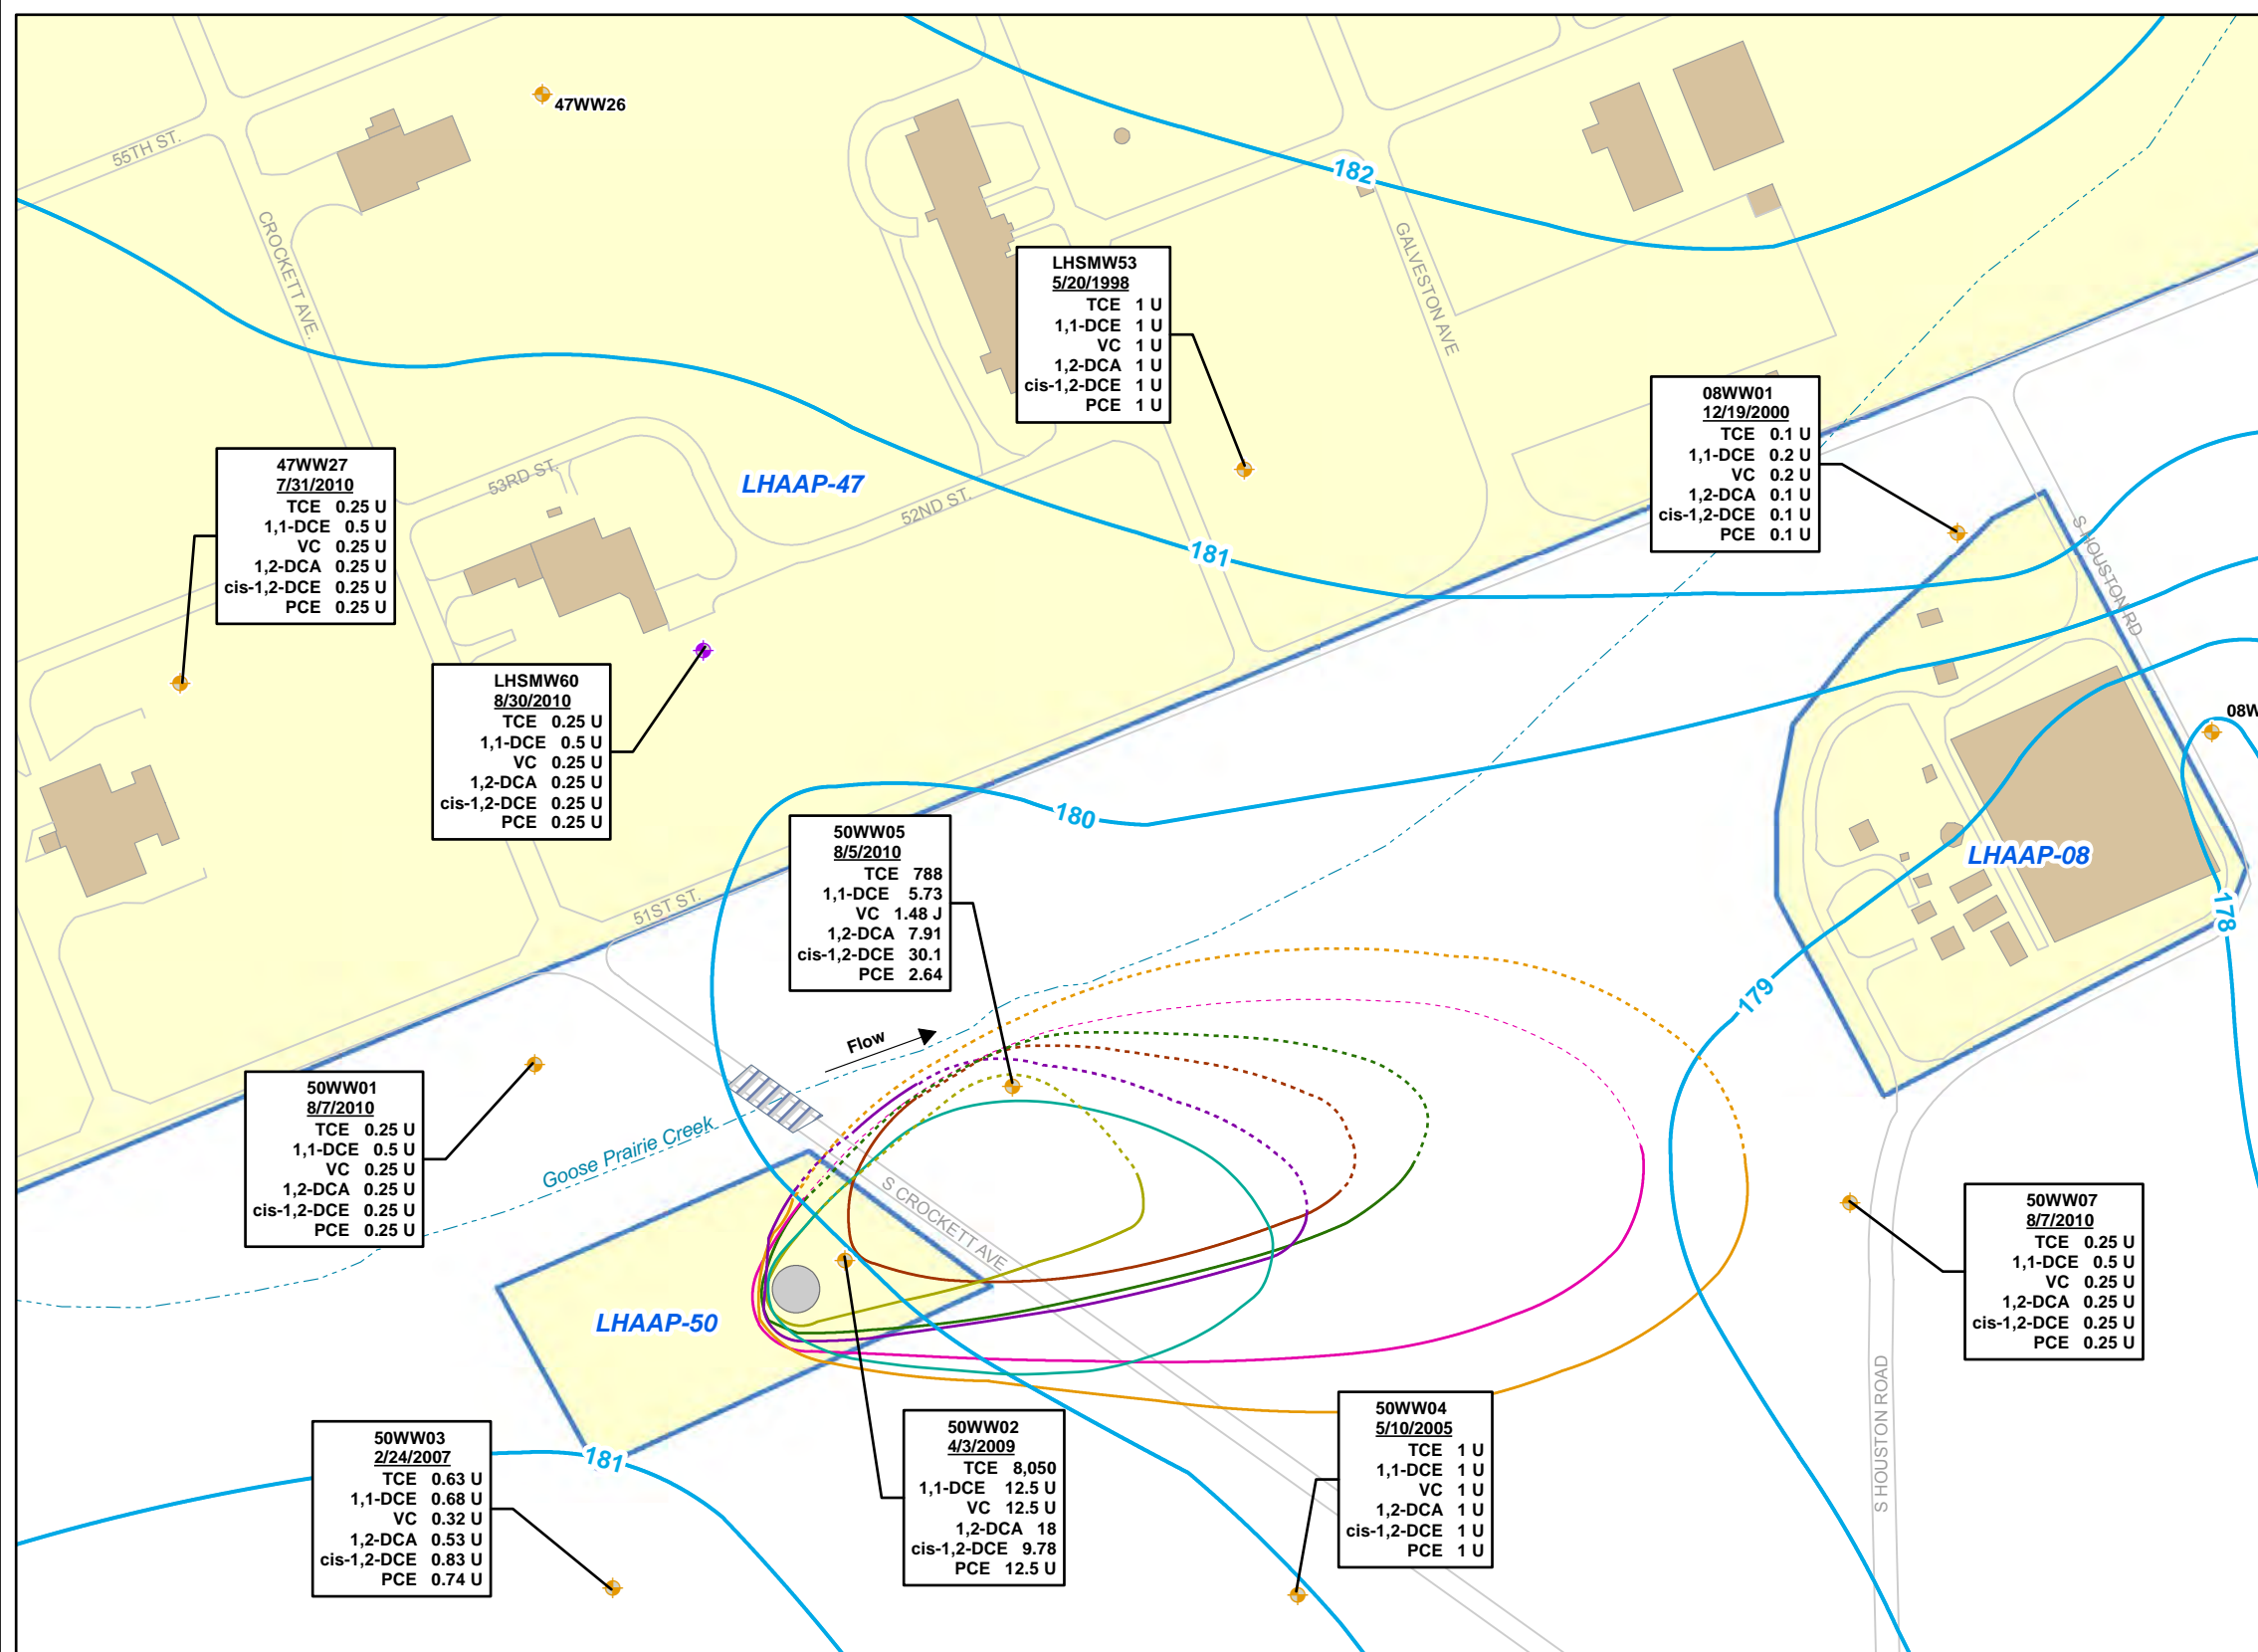 47WW26
55TH ST.
182
CROCKETT AVE.
GALVESTON AVE
LHSMW53
5/20/1998
TCE 1 U
1,1-DCE 1 U
VC 1 U
1,2-DCA 1 U
cis-1,2-DCE 1 U
PCE 1 U
08WW01
12/19/2000
TCE 0.1 U
1,1-DCE 0.2 U
VC 0.2 U
1,2-DCA 0.1 U
cis-1,2-DCE 0.1 U
PCE 0.1 U
47WW27
7/31/2010
TCE 0.25 U
1,1-DCE 0.5 U
VC 0.25 U
1,2-DCA 0.25 U
cis-1,2-DCE 0.25 U
PCE 0.25 U
53RD ST.
LHAAP-47
52ND ST.
181
S HOUSTON RD
LHSMW60
8/30/2010
TCE 0.25 U
1,1-DCE 0.5 U
VC 0.25 U
1,2-DCA 0.25 U
cis-1,2-DCE 0.25 U
PCE 0.25 U
08W
180
50WW05
8/5/2010
TCE 788
1,1-DCE 5.73
VC 1.48 J
1,2-DCA 7.91
cis-1,2-DCE 30.1
PCE 2.64
LHAAP-08
178
51ST ST.
179
Flow
50WW01
8/7/2010
TCE 0.25 U
1,1-DCE 0.5 U
VC 0.25 U
1,2-DCA 0.25 U
cis-1,2-DCE 0.25 U
PCE 0.25 U
Goose Prairie Creek
S CROCKETT AVE
50WW07
8/7/2010
TCE 0.25 U
1,1-DCE 0.5 U
VC 0.25 U
1,2-DCA 0.25 U
cis-1,2-DCE 0.25 U
PCE 0.25 U
LHAAP-50
S HOUSTON ROAD
50WW03
2/24/2007
TCE 0.63 U
1,1-DCE 0.68 U
VC 0.32 U
1,2-DCA 0.53 U
cis-1,2-DCE 0.83 U
PCE 0.74 U
181
50WW02
4/3/2009
TCE 8,050
1,1-DCE 12.5 U
VC 12.5 U
1,2-DCA 18
cis-1,2-DCE 9.78
PCE 12.5 U
50WW04
5/10/2005
TCE 1 U
1,1-DCE 1 U
VC 1 U
1,2-DCA 1 U
cis-1,2-DCE 1 U
PCE 1 U